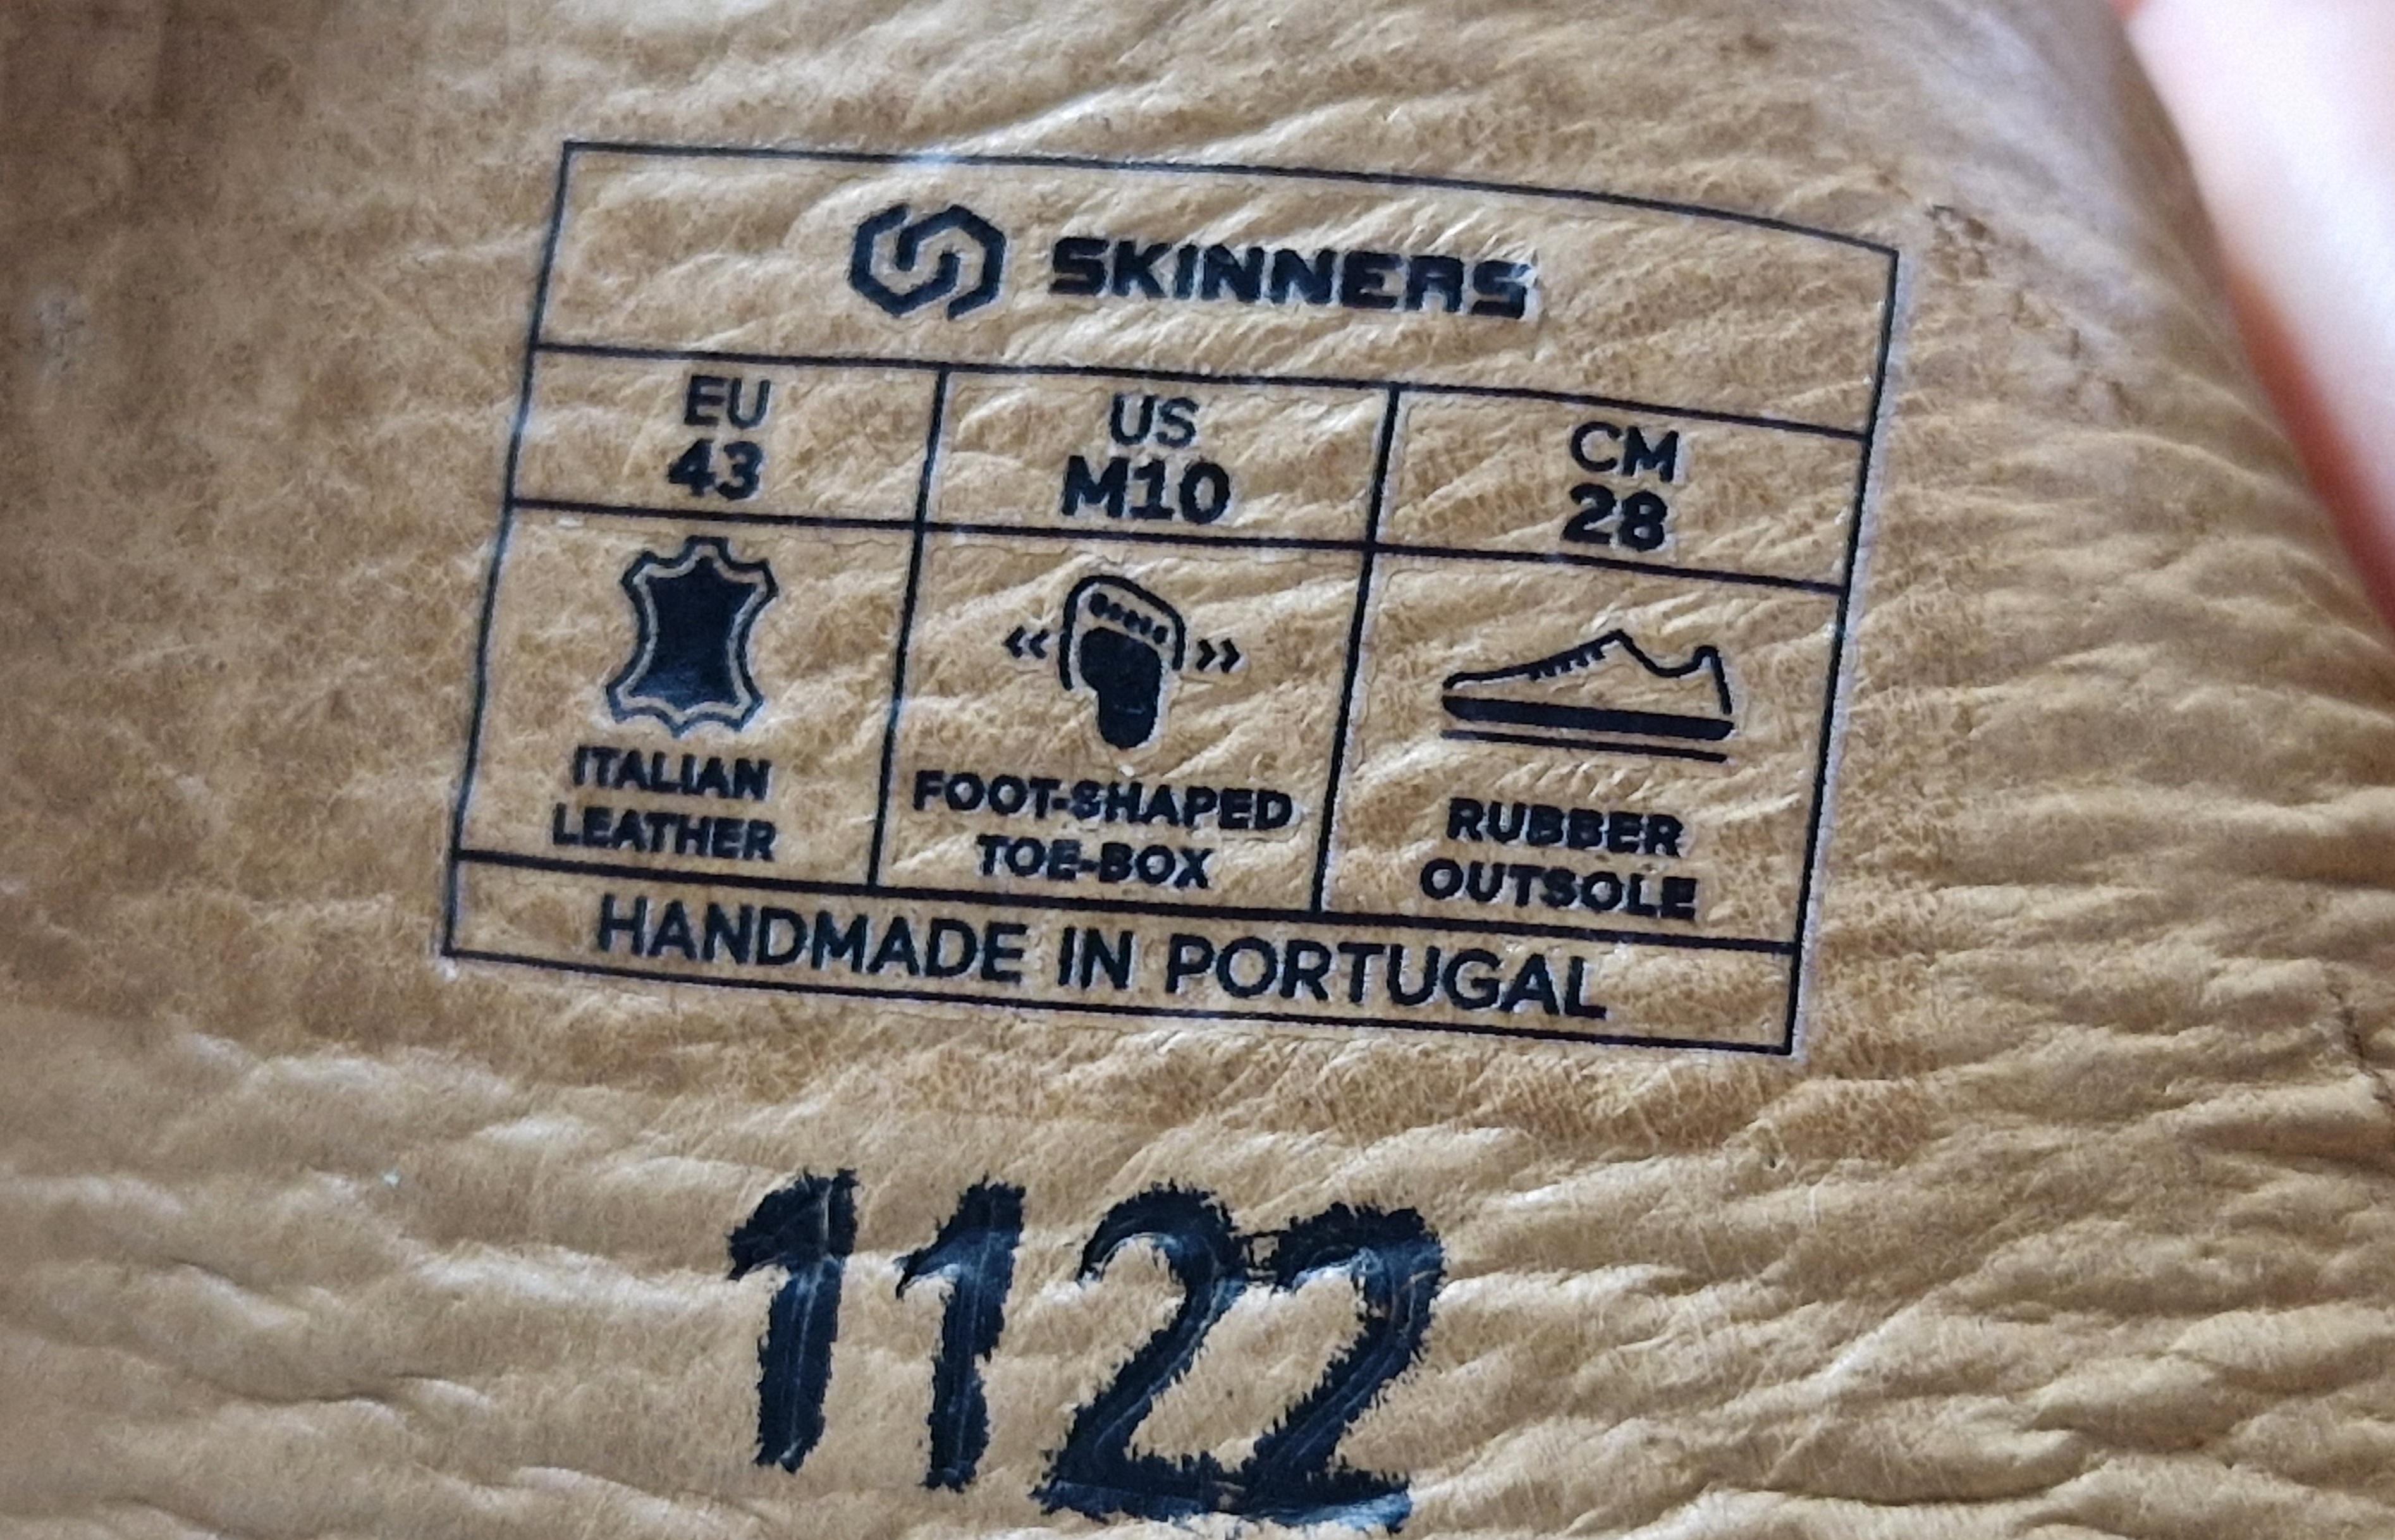 SKINNERS
EU
43
US
M10
CM
28
ITALIAN
LEATHER
FOOT-SHAPED
TOE-BOX
RUBBER
OUTSOLE
HANDMADE IN PORTUGAL
1122